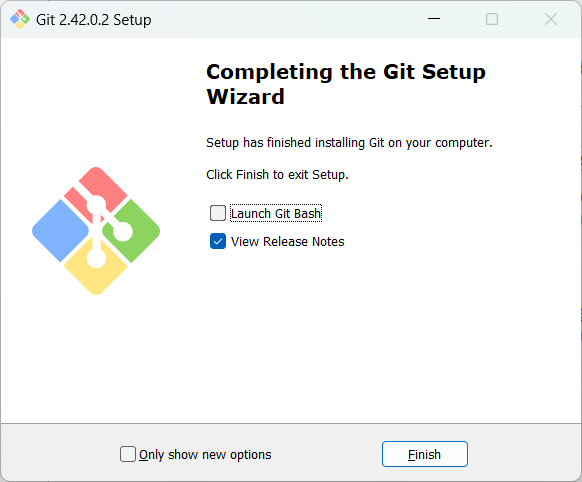 Git 2.42.0.2 Setup
Completing the Git Setup
Wizard
Setup has finished installing Git on your computer.
Click Finish to exit Setup.
Launch Git Bash
View Release Notes
Only show new options
Finish